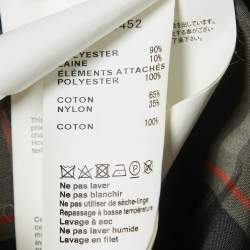 452
POLYESTER 90%
LAINE 10%
ÉLÉMENTS ATTACHÉS
POLYESTER 100%
COTON 65%
NYLON 35%
COTON 100%
Ne pas laver
Ne pas blanchir
Ne pas utiliser de sèche-linge
Repassage à basse température
Lavage à sec
Ne pas lavage humide
Lavage en filet